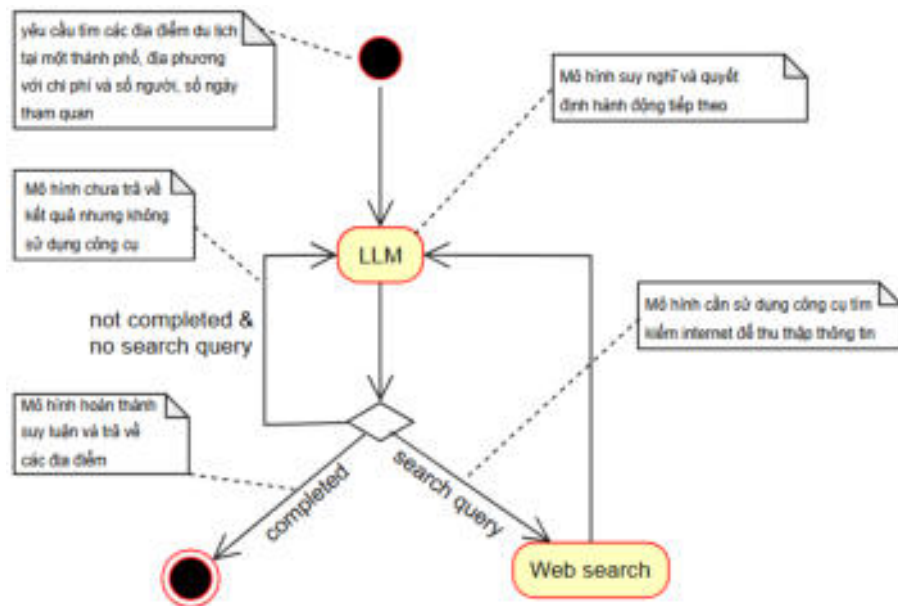 yêu cầu tìm các địa điểm du lịch
tại một thành phố, địa phương
với chi phí và số người, số ngày
tham quan
Mô hình suy nghĩ và quyết
định hành động tiếp theo
Mô hình chưa trả về
kết quả nhưng không
sử dụng công cụ
LLM
not completed &
no search query
Mô hình cần sử dụng công cụ tìm
kiếm internet để thu thập thông tin
Mô hình hoàn thành
suy luận và trả về
các địa điểm
completed
search query
Web search